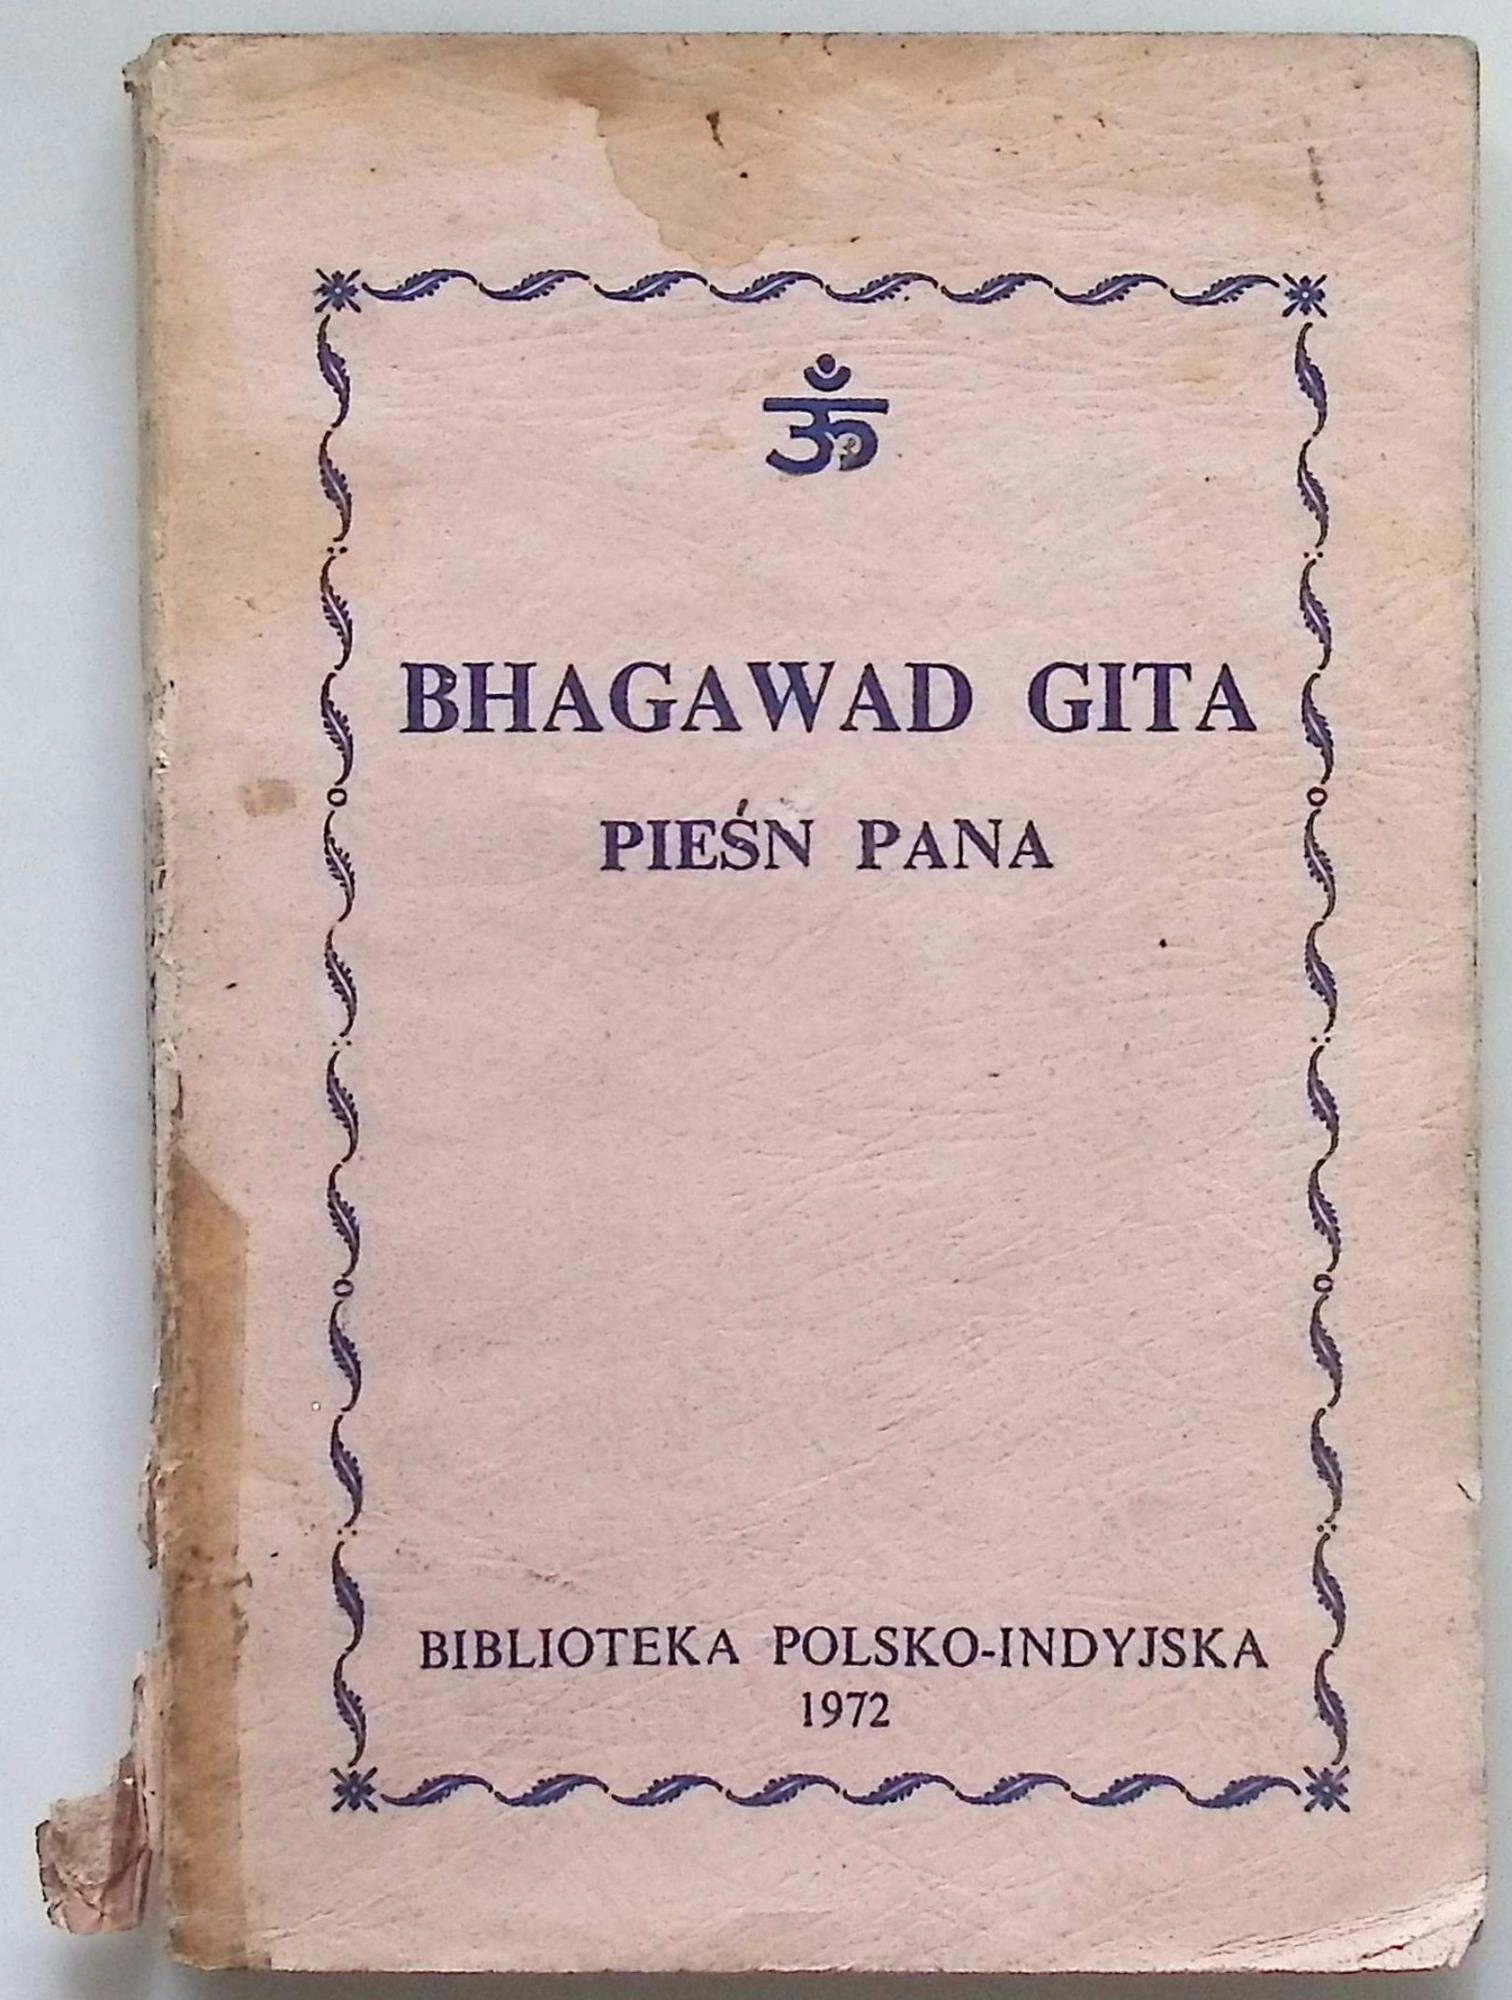 ॐ
BHAGAWAD GITA
PIEŚN PANA
BIBLIOTEKA POLSKO-INDYJSKA
1972